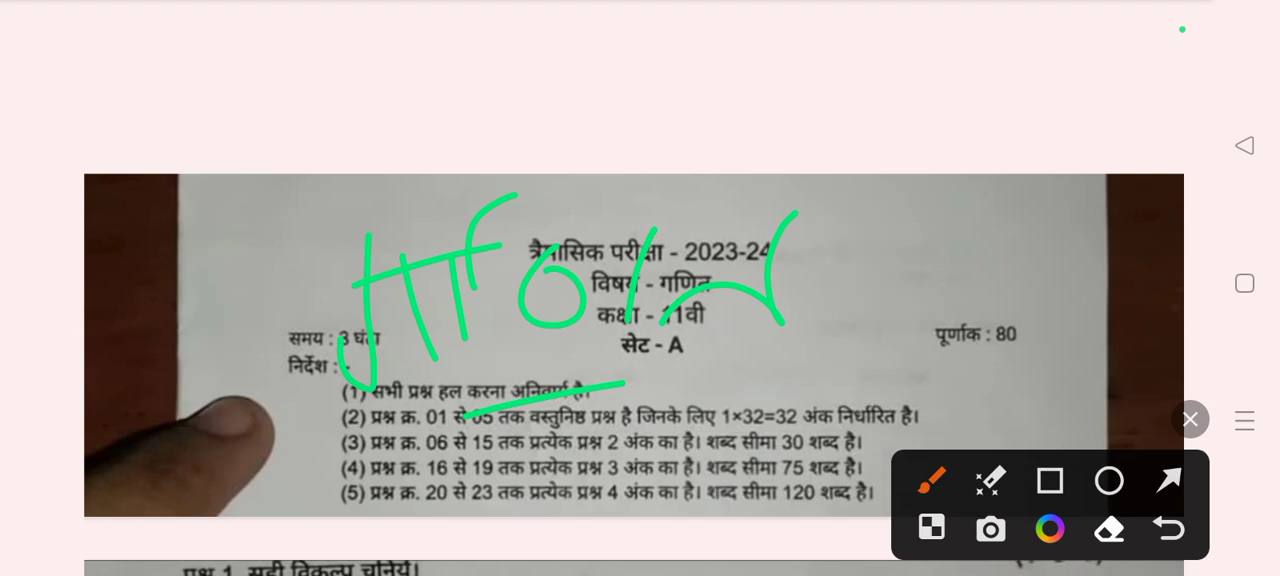 त्रैमासिक परीक्षा - 2023-24
विषय - गणित
कक्षा - 11वी
सेट - A
समय : 3 घंटा
पूर्णाक : 80
निर्देश : -
(1) सभी प्रश्न हल करना अनिवार्य है।
(2) प्रश्न क्र. 01 से 05 तक वस्तुनिष्ठ प्रश्न है जिनके लिए 1×32=32 अंक निर्धारित है।
(3) प्रश्न क्र. 06 से 15 तक प्रत्येक प्रश्न 2 अंक का है। शब्द सीमा 30 शब्द है।
(4) प्रश्न क्र. 16 से 19 तक प्रत्येक प्रश्न 3 अंक का है। शब्द सीमा 75 शब्द है।
(5) प्रश्न क्र. 20 से 23 तक प्रत्येक प्रश्न 4 अंक का है। शब्द सीमा 120 शब्द है।
प्रश्न 1. सही विकल्प चुनिये।